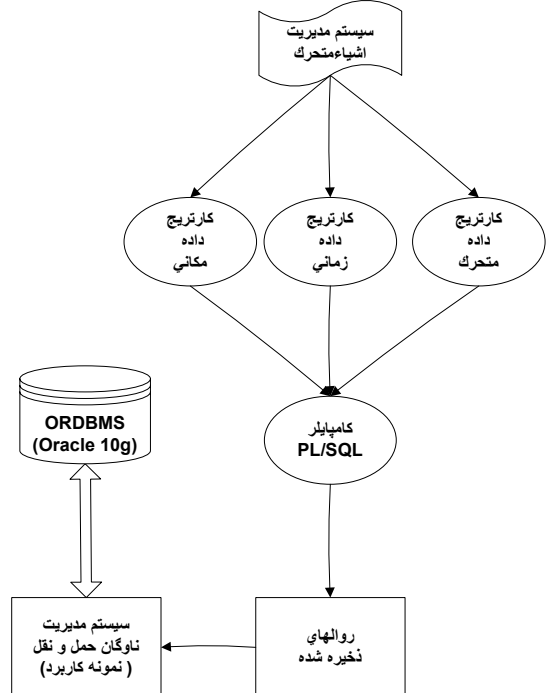 سيستم مديريت
اشياءمتحرك
كارتريج
داده
مكاني
كارتريج
داده
زماني
كارتريج
داده
متحرك
ORDBMS
(Oracle 10g)
كامپايلر
PL/SQL
سيستم مديريت
ناوگان حمل و نقل
( نمونه كاربرد)
روالهاي
ذخيره شده